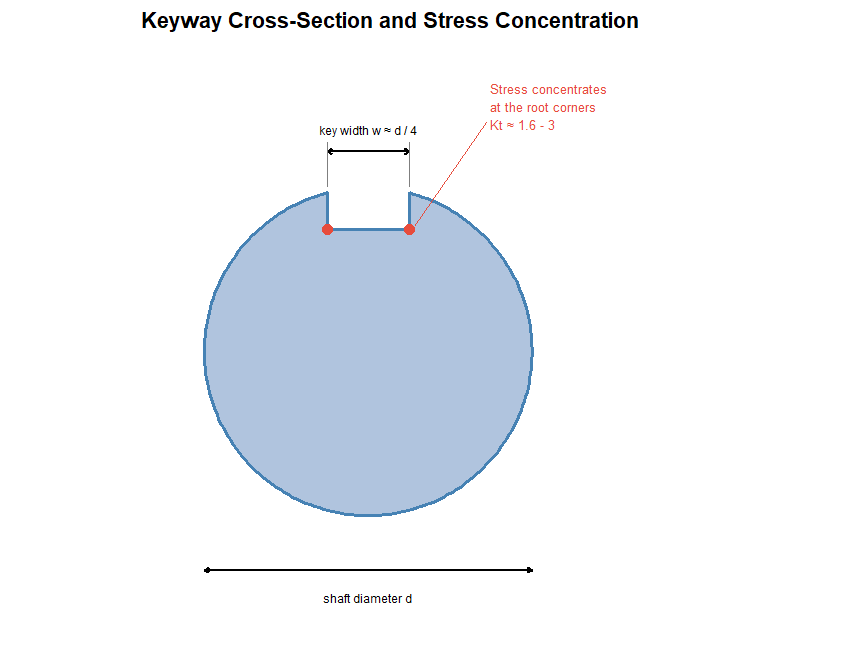 Keyway Cross-Section and Stress Concentration
Stress concentrates
at the root corners
Kt ≈ 1.6 - 3
key width w ≈ d / 4
shaft diameter d